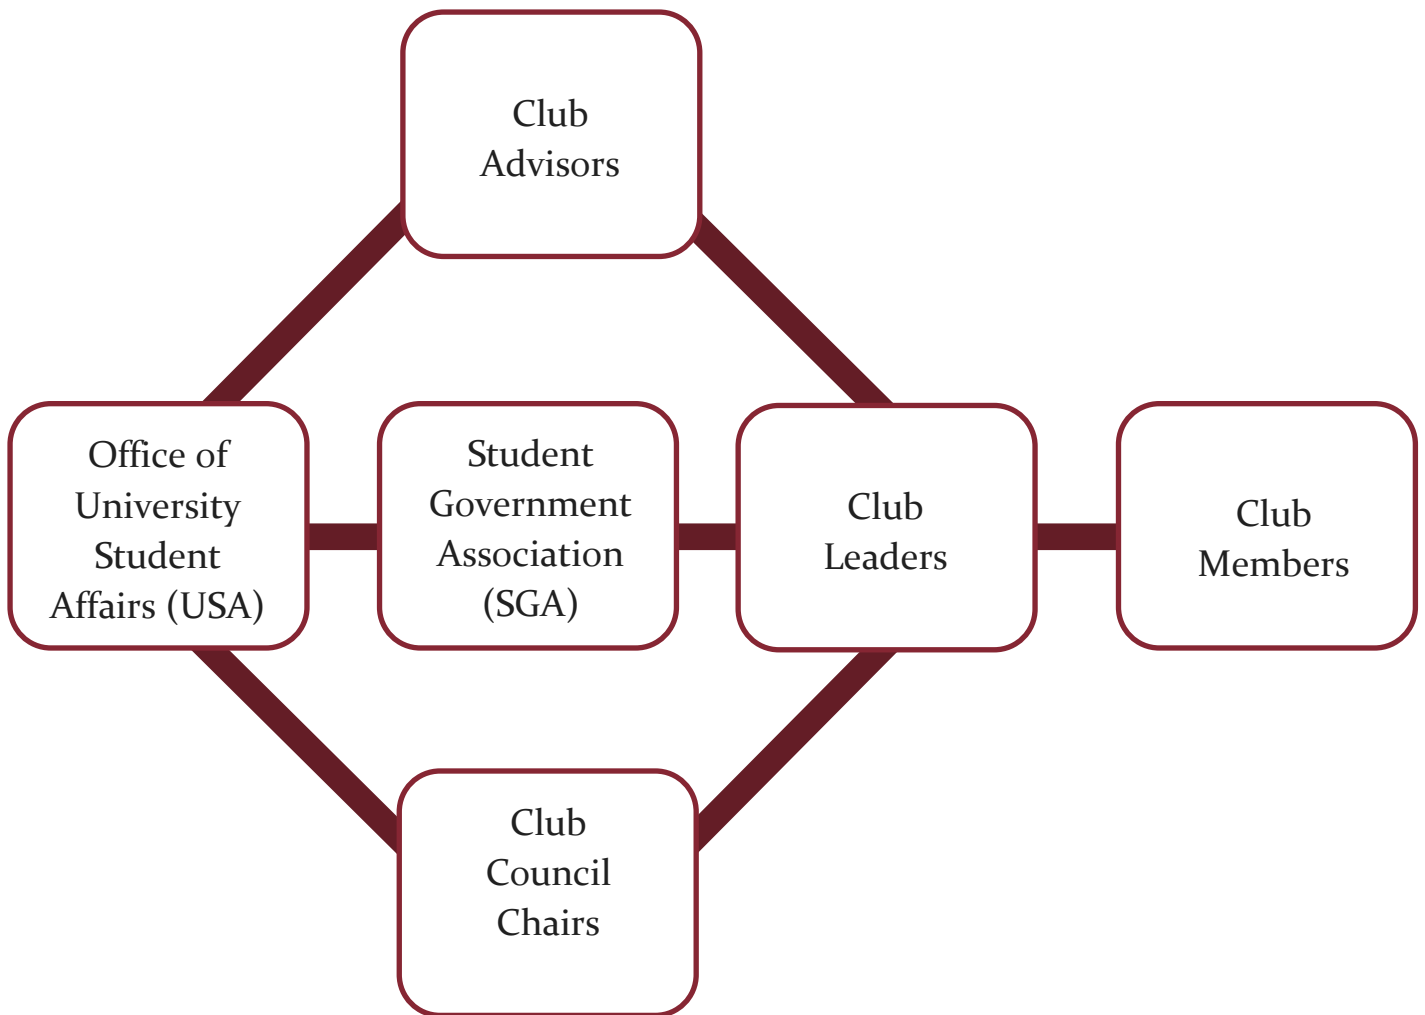 Club
Advisors
Office of
University
Student
Affairs (USA)
Student
Government
Association
(SGA)
Club
Leaders
Club
Members
Club
Council
Chairs